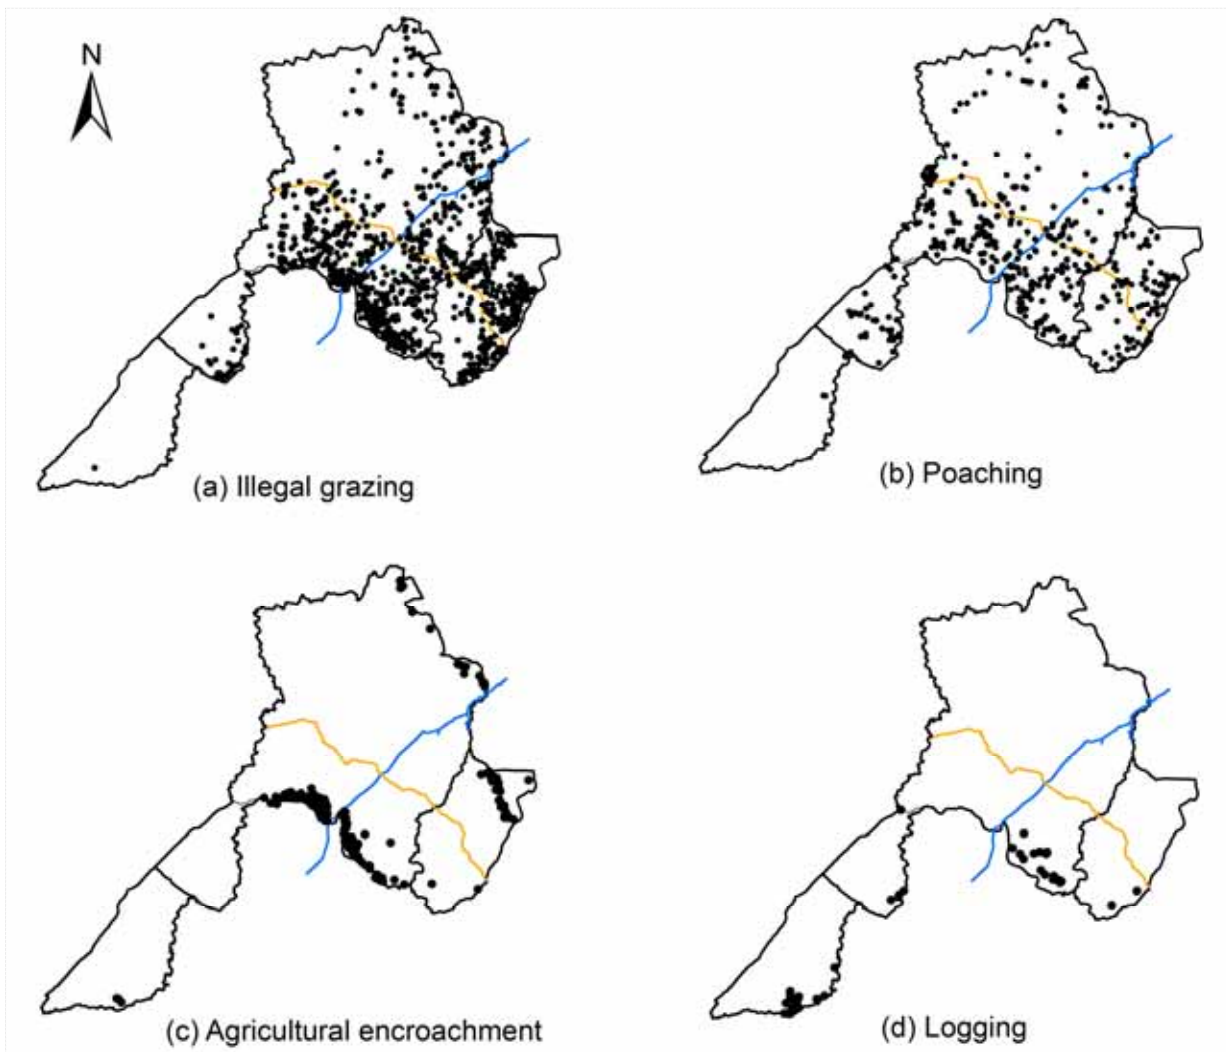 N
(a) Illegal grazing
(b) Poaching
(c) Agricultural encroachment
(d) Logging